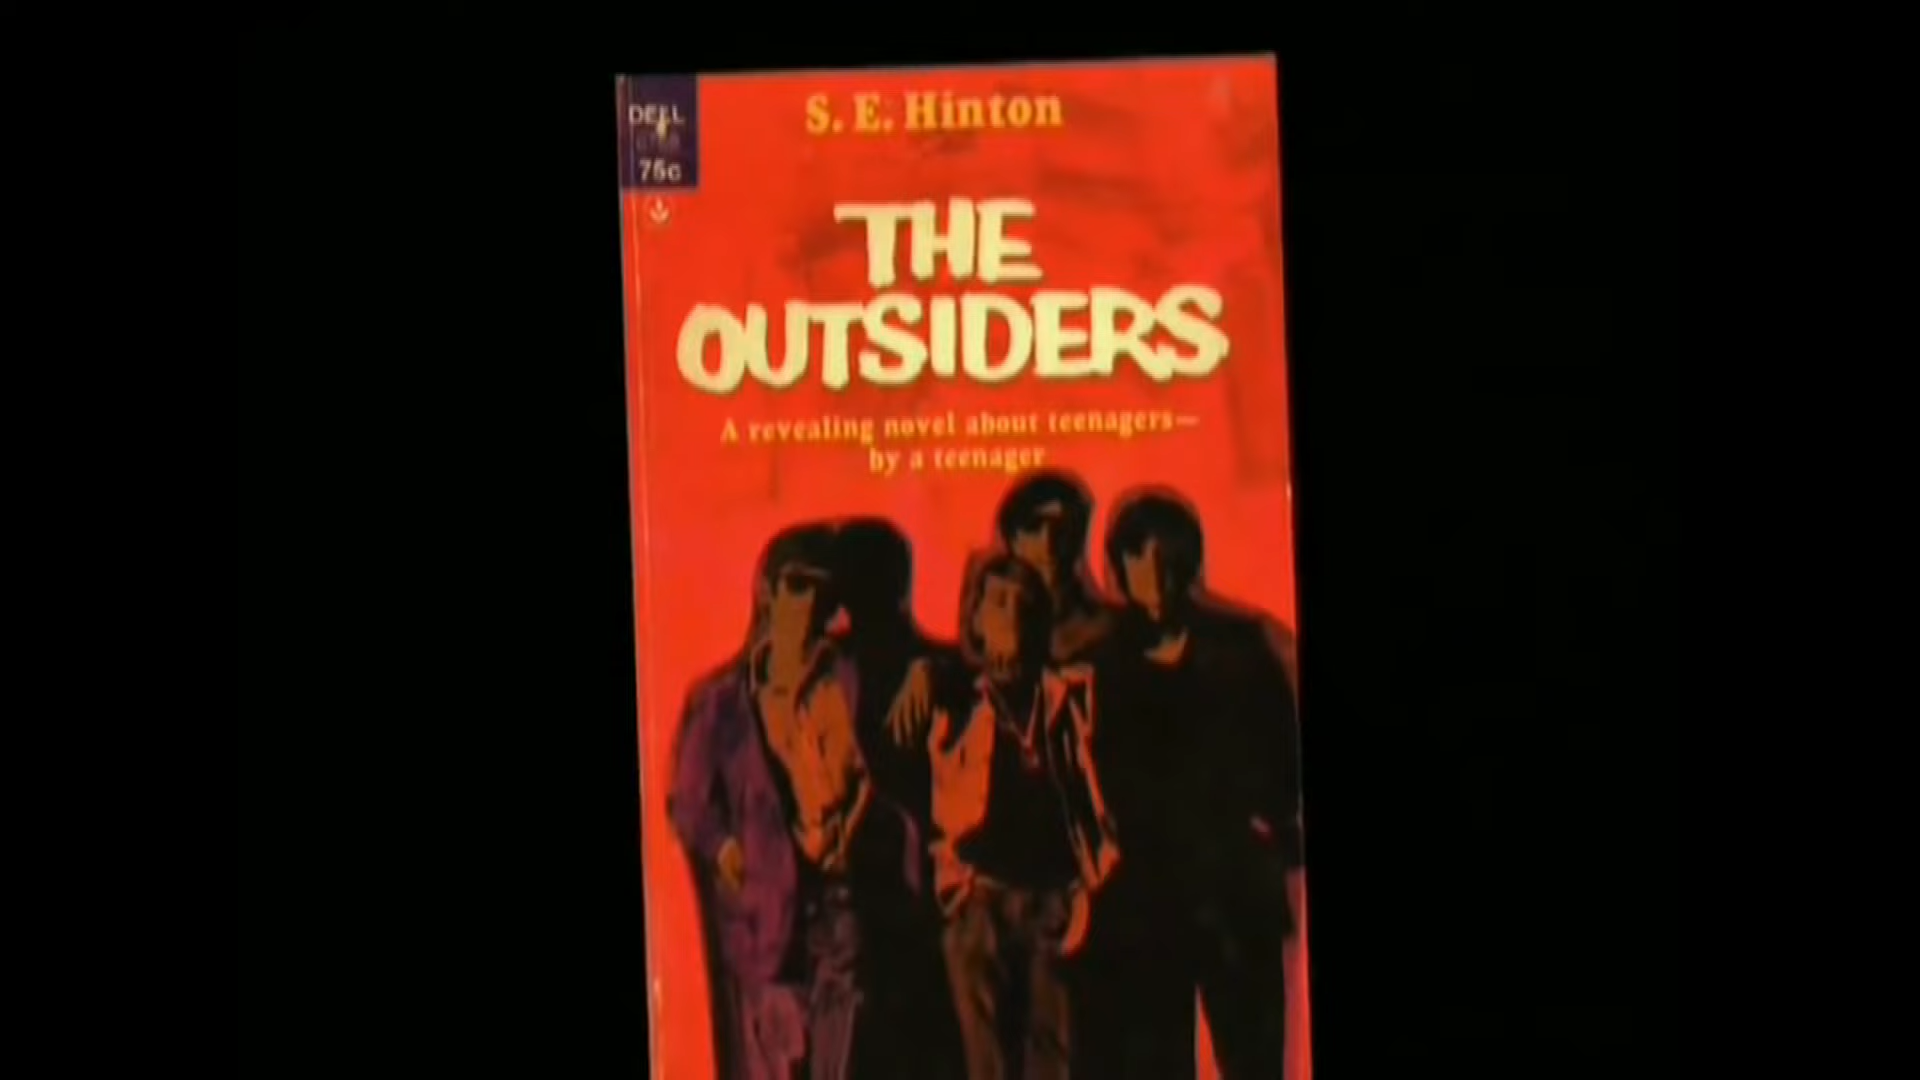 S. E. Hinton
DELL
75c
THE
OUTSIDERS
A revealing novel about teenagers—
by a teenager